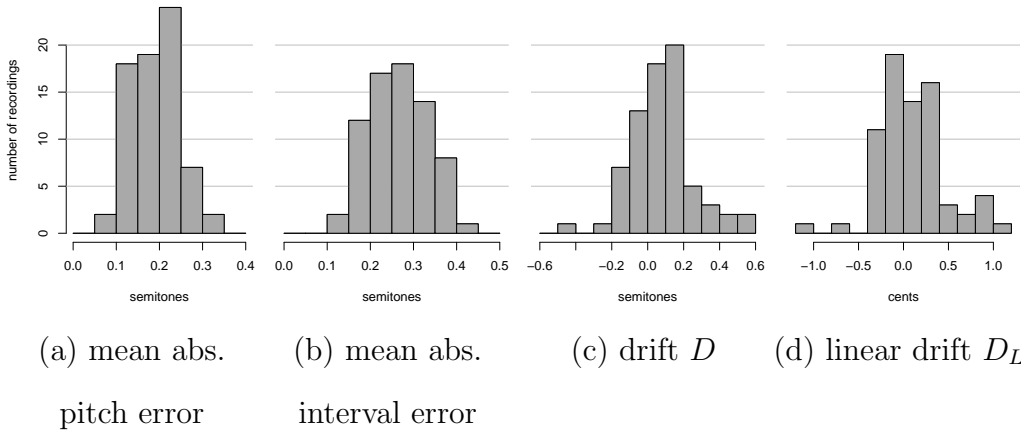 number of recordings
20
15
10
5
0
0.0 0.1 0.2 0.3 0.4
semitones
0.0 0.1 0.2 0.3 0.4 0.5
semitones
−0.6 −0.2 0.0 0.2 0.4 0.6
semitones
−1.0 −0.5 0.0 0.5 1.0
cents
(a) mean abs.
pitch error
(b) mean abs.
interval error
(c) drift D
(d) linear drift D_L